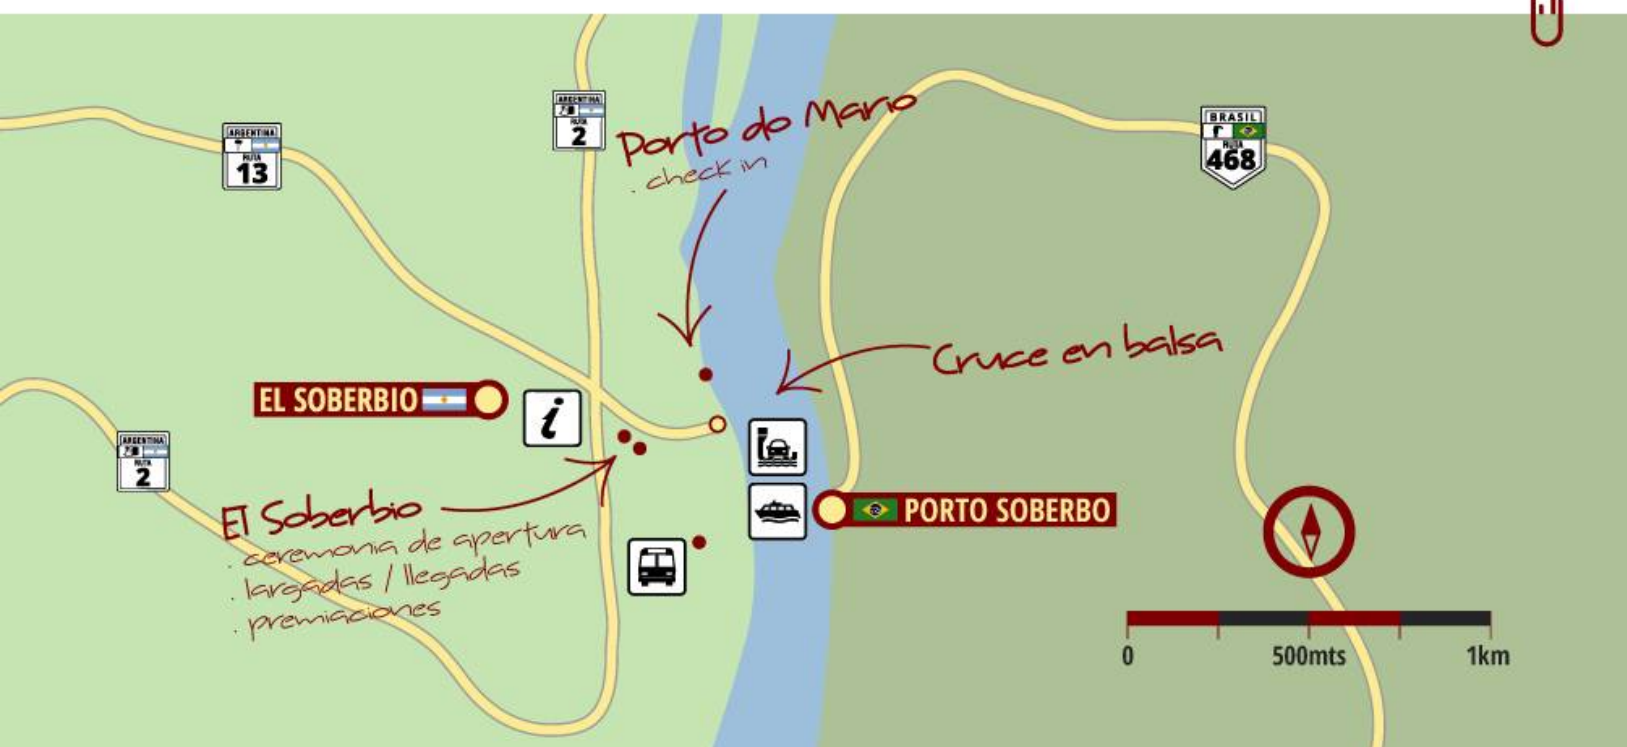 ARGENTINA
RUTA
2
ARGENTINA
RUTA
13
Porto do Mario
. check in
BRASIL
RUTA
468
Cruce en balsa
EL SOBERBIO
i
ARGENTINA
RUTA
2
El Soberbio
. ceremonia de apertura
. largadas / llegadas
. premiaciones
PORTO SOBERBO
0 500mts 1km